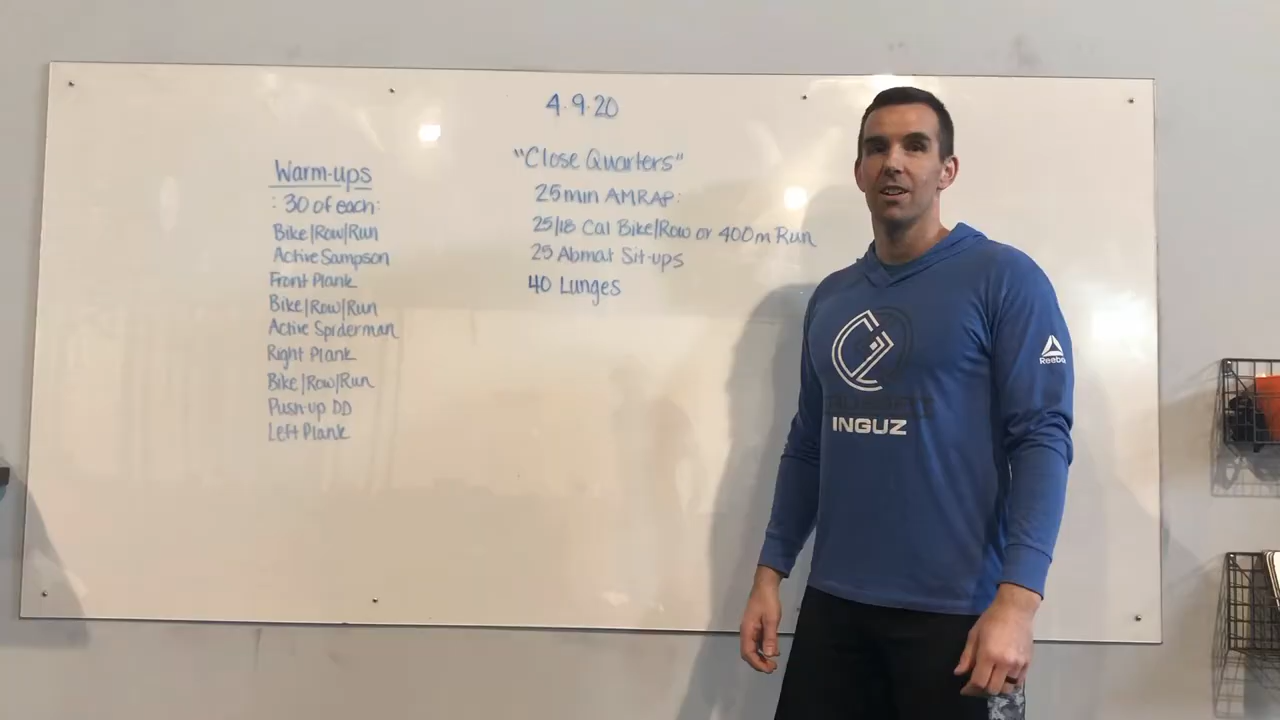 4.9.20
Warm-ups
: 30 of each:
Bike/Row/Run
Active Sampson
Front Plank
Bike/Row/Run
Active Spiderman
Right Plank
Bike/Row/Run
Push-up DD
Left Plank
"Close Quarters"
25min AMRAP:
25/18 Cal Bike/Row or 400m Run
25 Abmat Sit-ups
40 Lunges
INGUZ
Reebok